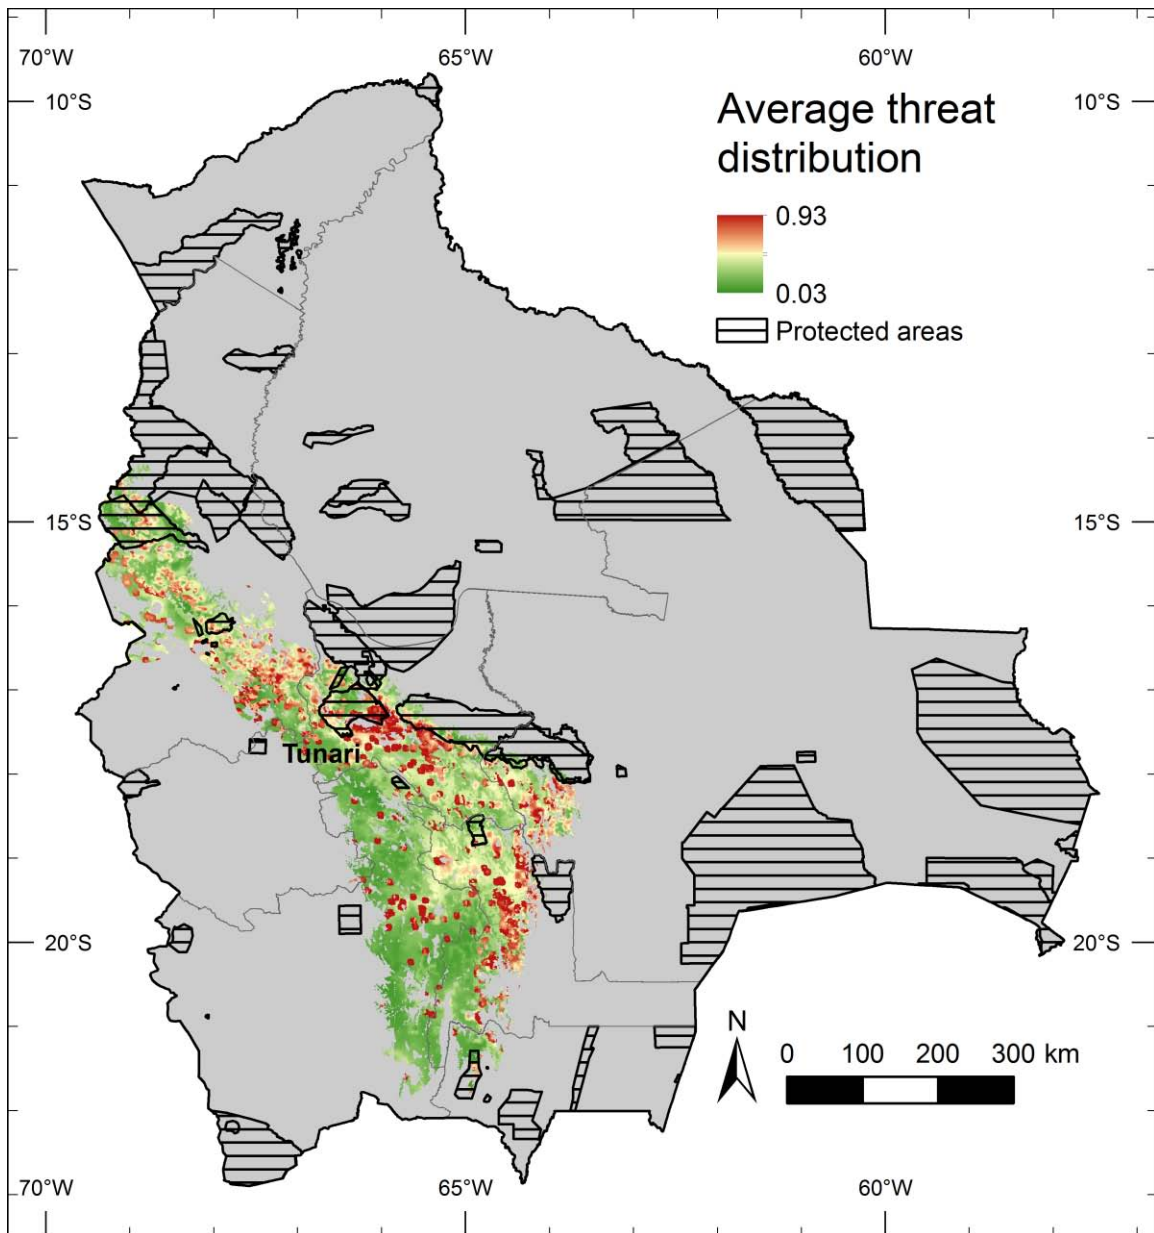 70°W 65°W 60°W
10°S 10°S
Average threat
distribution
0.93
0.03
Protected areas
15°S 15°S
Tunari
20°S 20°S
N
0 100 200 300 km
70°W 65°W 60°W